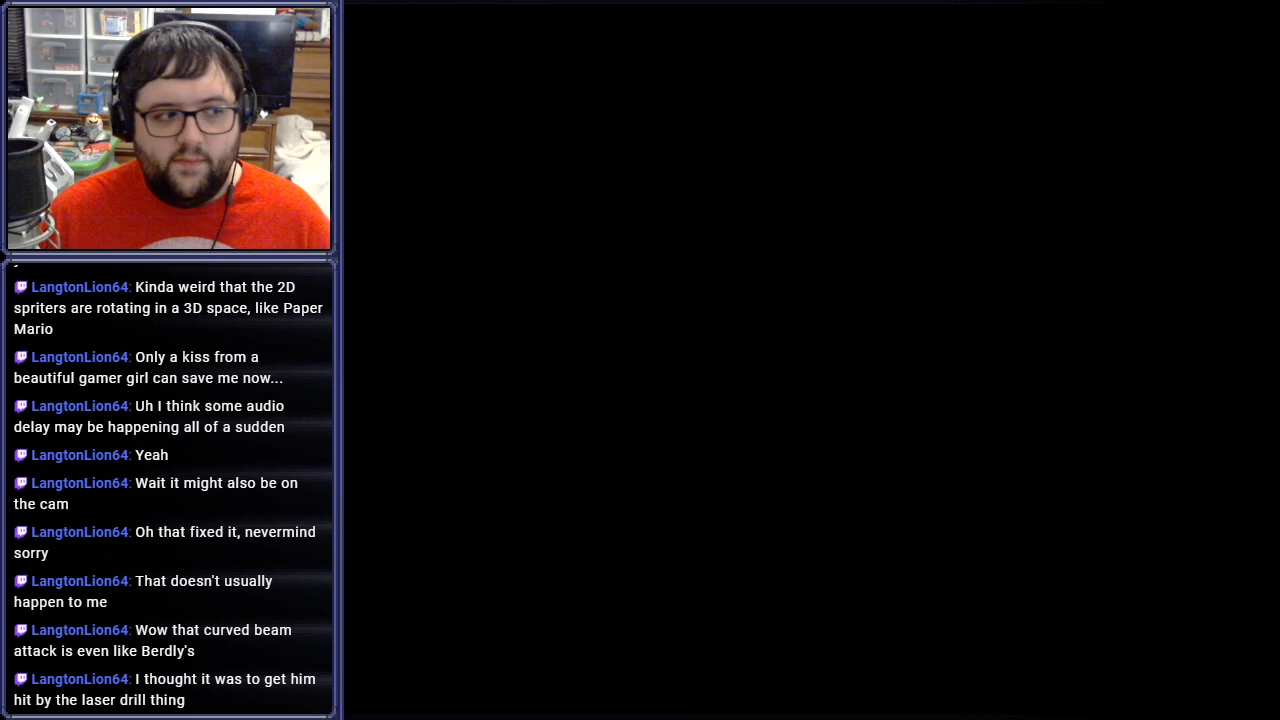 LangtonLion64: Kinda weird that the 2D
spriters are rotating in a 3D space, like Paper
Mario
LangtonLion64: Only a kiss from a
beautiful gamer girl can save me now...
LangtonLion64: Uh I think some audio
delay may be happening all of a sudden
LangtonLion64: Yeah
LangtonLion64: Wait it might also be on
the cam
LangtonLion64: Oh that fixed it, nevermind
sorry
LangtonLion64: That doesn't usually
happen to me
LangtonLion64: Wow that curved beam
attack is even like Berdly's
LangtonLion64: I thought it was to get him
hit by the laser drill thing